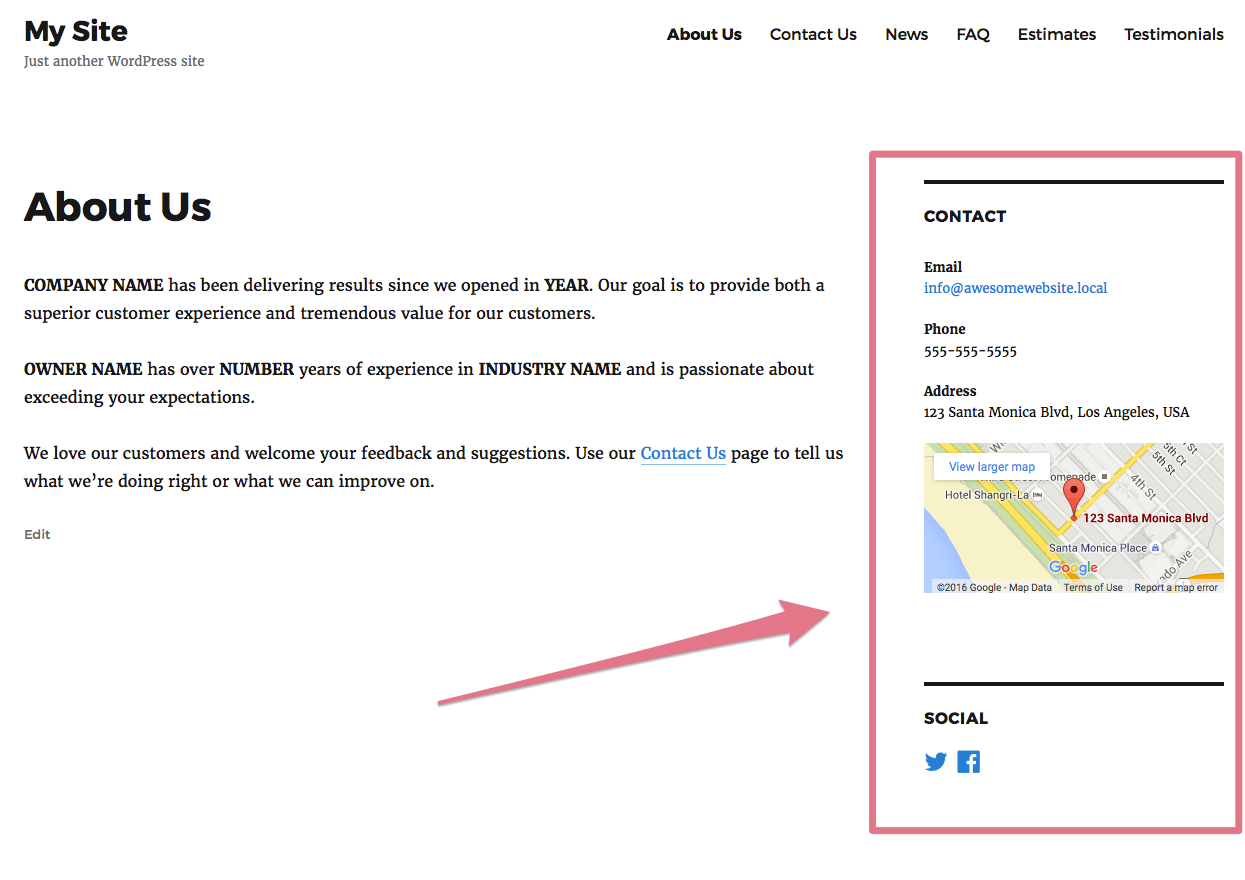 My Site
Just another WordPress site
About Us Contact Us News FAQ Estimates Testimonials
About Us
COMPANY NAME has been delivering results since we opened in YEAR. Our goal is to provide both a
superior customer experience and tremendous value for our customers.
OWNER NAME has over NUMBER years of experience in INDUSTRY NAME and is passionate about
exceeding your expectations.
We love our customers and welcome your feedback and suggestions. Use our Contact Us page to tell us
what we’re doing right or what we can improve on.
Edit
CONTACT
Email
info@awesomewebsite.local
Phone
555-555-5555
Address
123 Santa Monica Blvd, Los Angeles, USA
View larger map
5th Ct
5th St
4th St
Hotel Shangri-La
123 Santa Monica Blvd
Santa Monica Place
Google
©2016 Google - Map Data Terms of Use Report a map error
SOCIAL